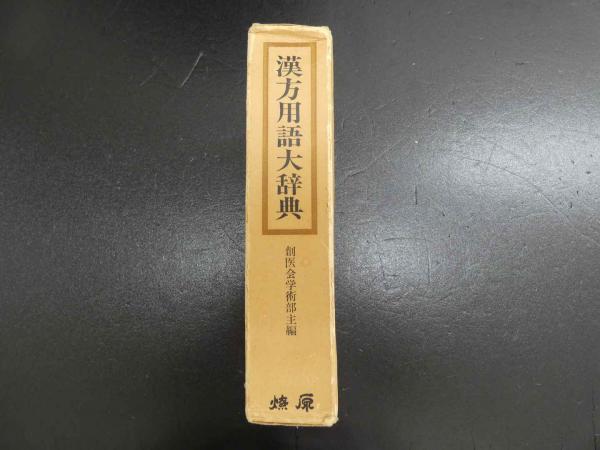 漢方用語大辞典
創医会学術部主編
燎原